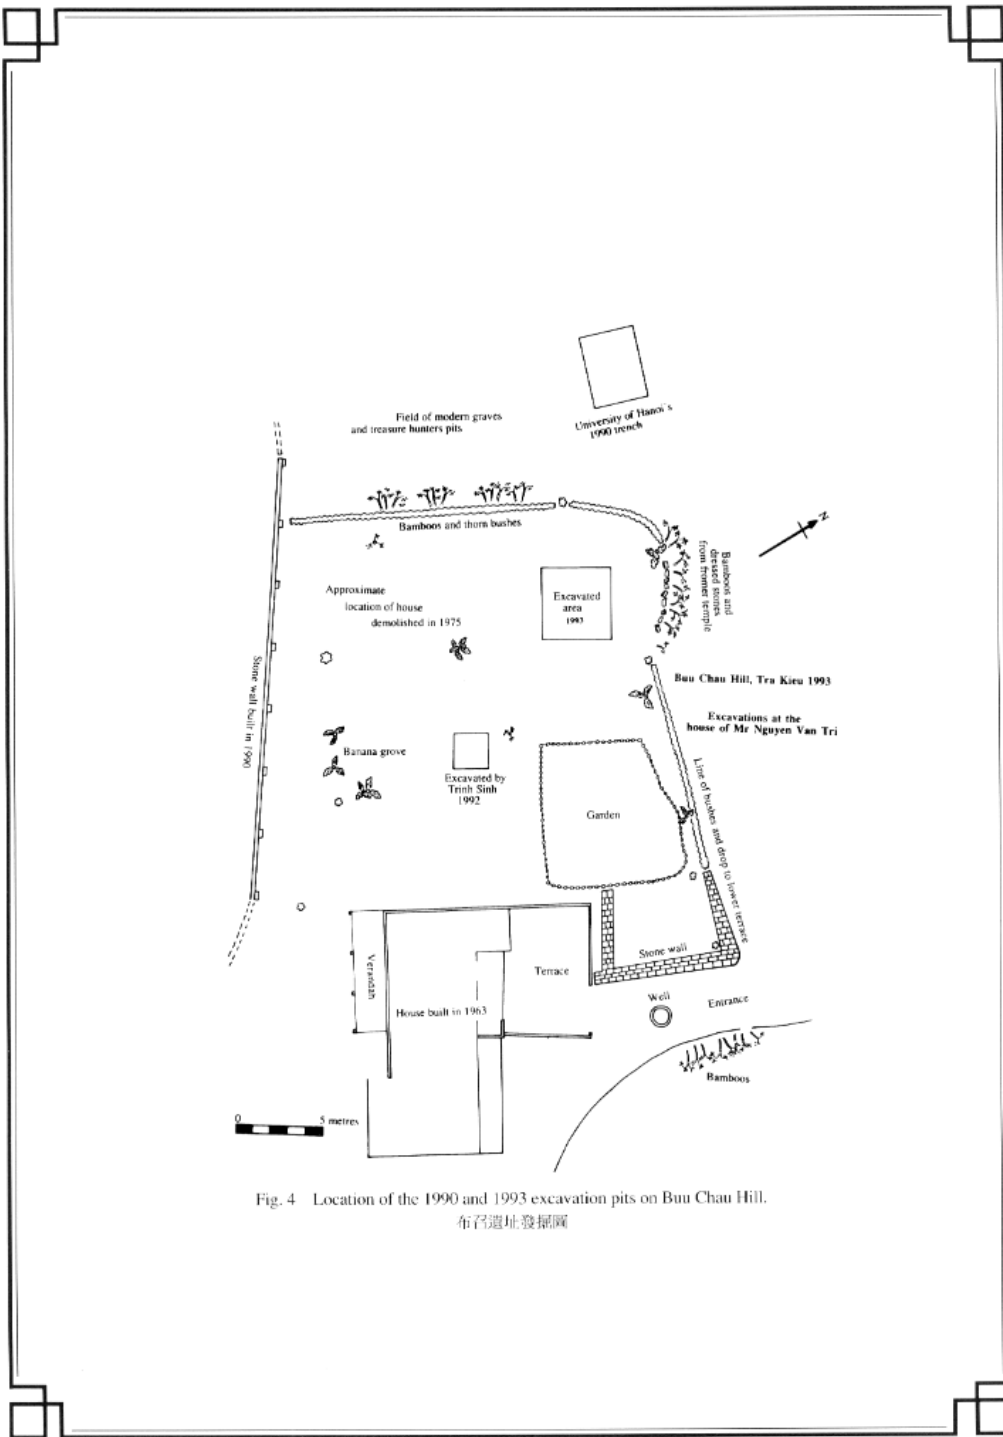 Field of modern graves
and treasure hunters pits
University of Hanoi's
1990 trench
Bamboos and thorn bushes
N
Bamboos and
dressed stones
from fromer temple
Approximate
location of house
demolished in 1975
Excavated
area
1993
Stone wall built in 1990
Buu Chau Hill, Tra Kieu 1993
Excavations at the
house of Mr Nguyen Van Tri
Banana grove
Excavated by
Trinh Sinh
1992
Garden
Line of bushes and drop to lower terrace
Verandah
Terrace
Stone wall
House built in 1963
Well
Entrance
Bamboos
0 5 metres
Fig. 4 Location of the 1990 and 1993 excavation pits on Buu Chau Hill.
布召遺址發掘圖